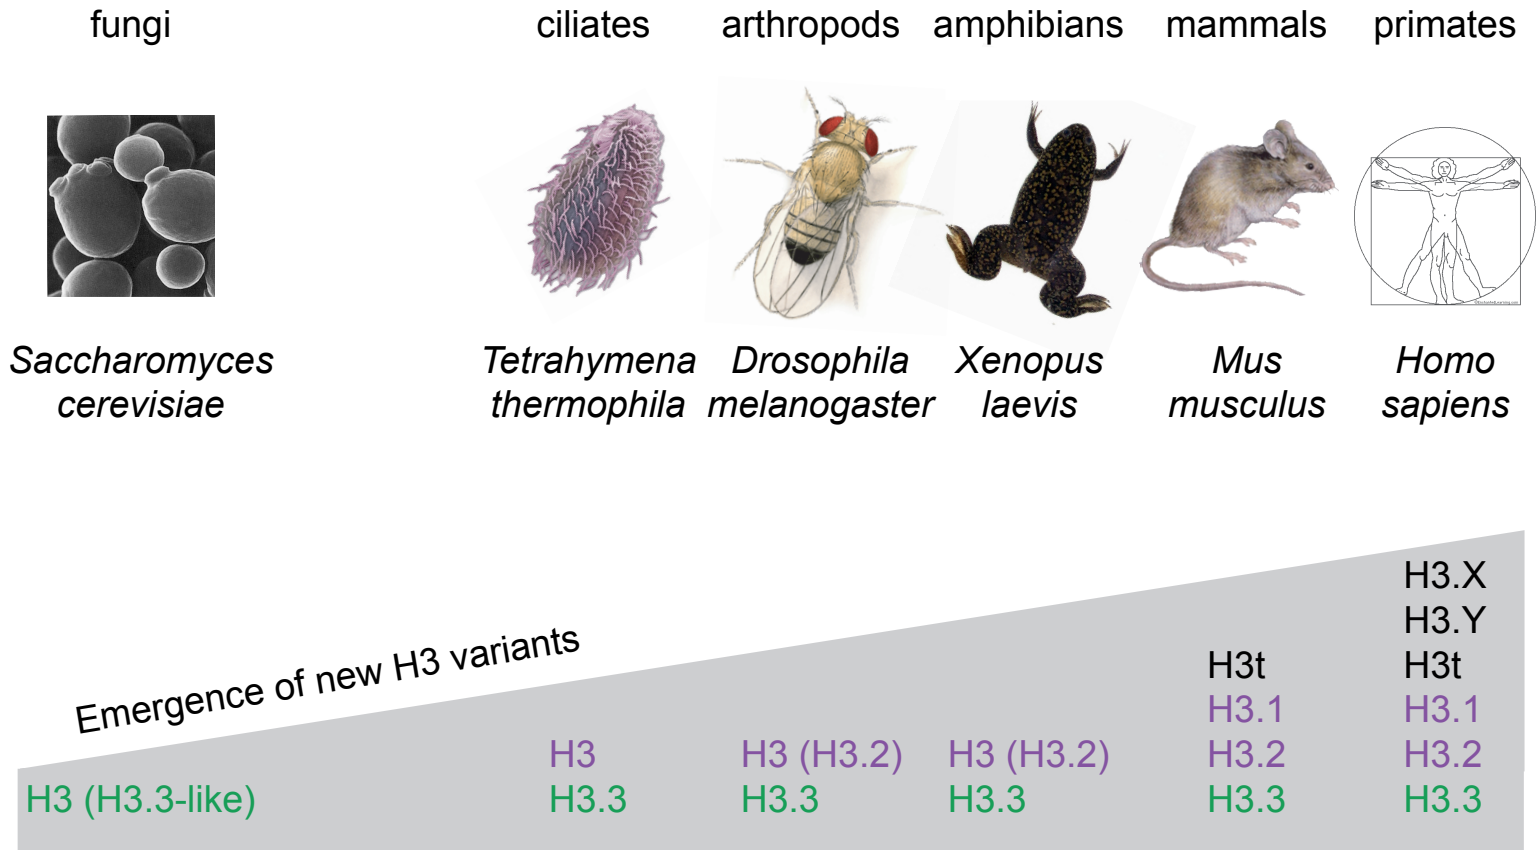 fungi
ciliates
arthropods
amphibians
mammals
primates
Saccharomyces
cerevisiae
Tetrahymena
thermophila
Drosophila
melanogaster
Xenopus
laevis
Mus
musculus
Homo
sapiens
Emergence of new H3 variants
H3 (H3.3-like)
H3
H3.3
H3 (H3.2)
H3.3
H3 (H3.2)
H3.3
H3t
H3.1
H3.2
H3.3
H3.X
H3.Y
H3t
H3.1
H3.2
H3.3